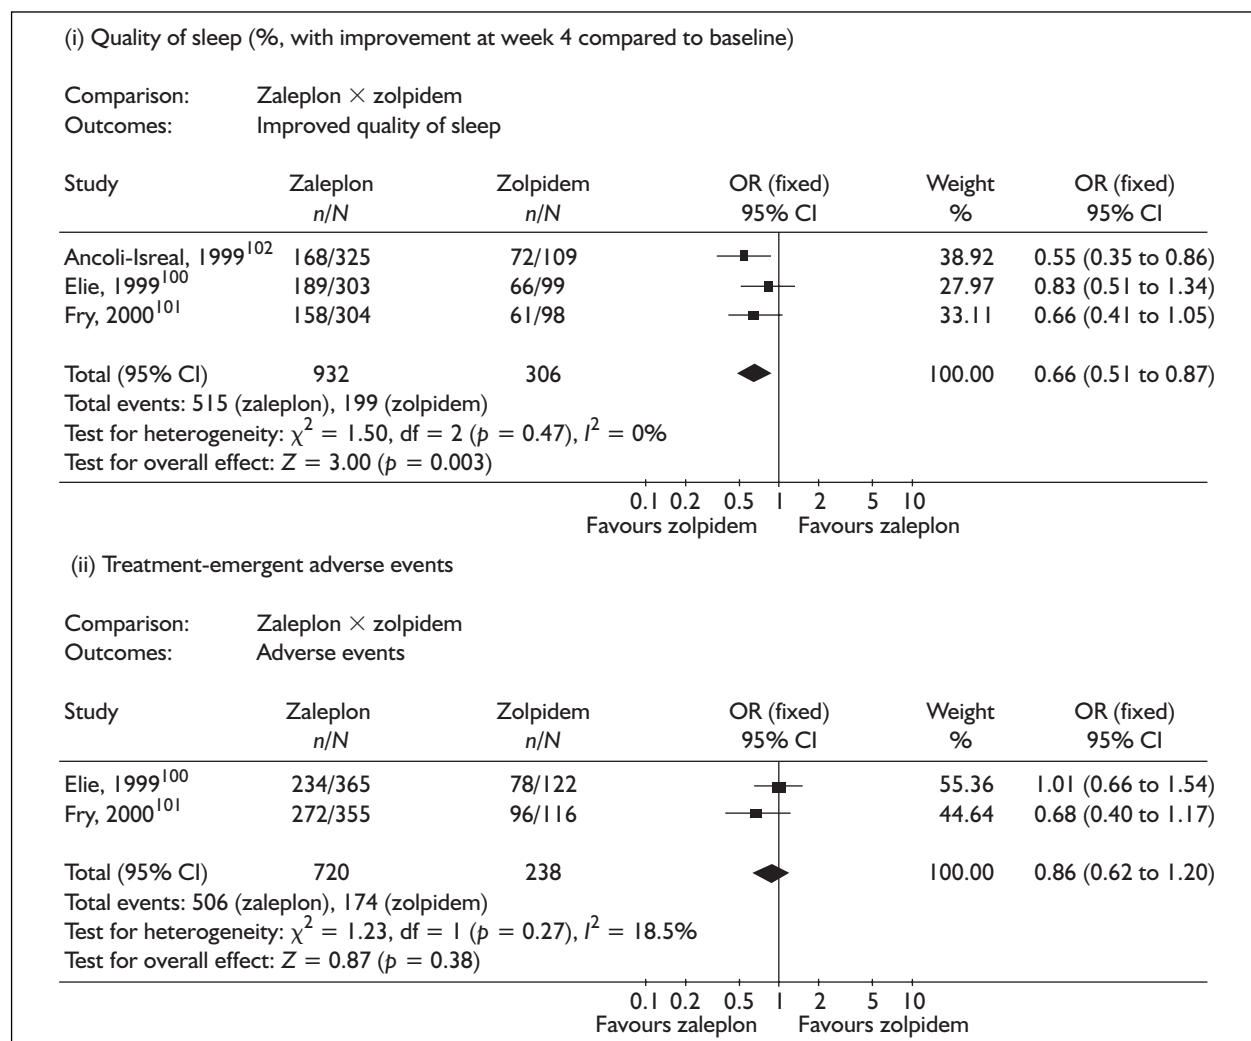 (i) Quality of sleep (%, with improvement at week 4 compared to baseline)
Comparison: Zaleplon × zolpidem
Outcomes: Improved quality of sleep
Study Zaleplon Zolpidem OR (fixed) Weight OR (fixed)
n/N n/N 95% CI % 95% CI
Ancoli-Isreal, 1999^102 168/325 72/109 38.92 0.55 (0.35 to 0.86)
Elie, 1999^100 189/303 66/99 27.97 0.83 (0.51 to 1.34)
Fry, 2000^101 158/304 61/98 33.11 0.66 (0.41 to 1.05)
Total (95% CI) 932 306 100.00 0.66 (0.51 to 0.87)
Total events: 515 (zaleplon), 199 (zolpidem)
Test for heterogeneity: χ² = 1.50, df = 2 (p = 0.47), I² = 0%
Test for overall effect: Z = 3.00 (p = 0.003)
0.1 0.2 0.5 1 2 5 10
Favours zolpidem Favours zaleplon
(ii) Treatment-emergent adverse events
Comparison: Zaleplon × zolpidem
Outcomes: Adverse events
Study Zaleplon Zolpidem OR (fixed) Weight OR (fixed)
n/N n/N 95% CI % 95% CI
Elie, 1999^100 234/365 78/122 55.36 1.01 (0.66 to 1.54)
Fry, 2000^101 272/355 96/116 44.64 0.68 (0.40 to 1.17)
Total (95% CI) 720 238 100.00 0.86 (0.62 to 1.20)
Total events: 506 (zaleplon), 174 (zolpidem)
Test for heterogeneity: χ² = 1.23, df = 1 (p = 0.27), I² = 18.5%
Test for overall effect: Z = 0.87 (p = 0.38)
0.1 0.2 0.5 1 2 5 10
Favours zaleplon Favours zolpidem